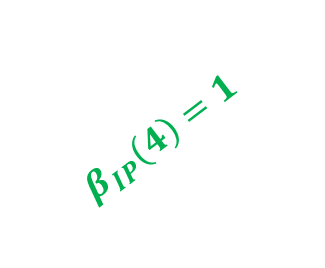 β_IP(4) = 1